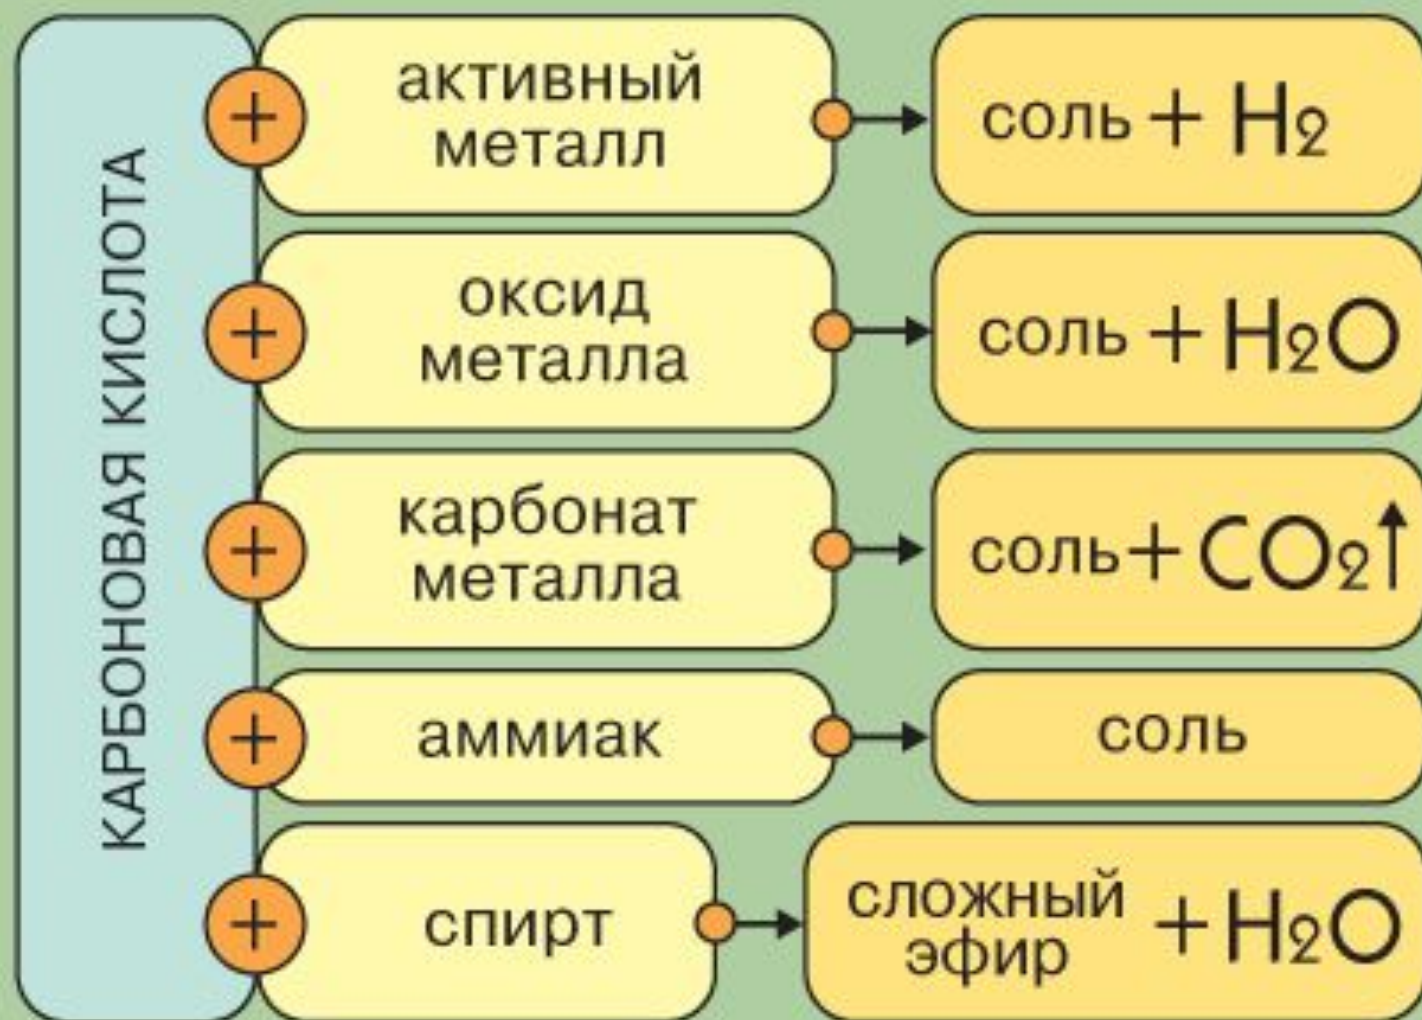 КАРБОНОВАЯ КИСЛОТА
+ активный
металл
соль + H₂
+ оксид
металла
соль + H₂O
+ карбонат
металла
соль + CO₂↑
+ аммиак
соль
+ спирт
сложный
эфир + H₂O